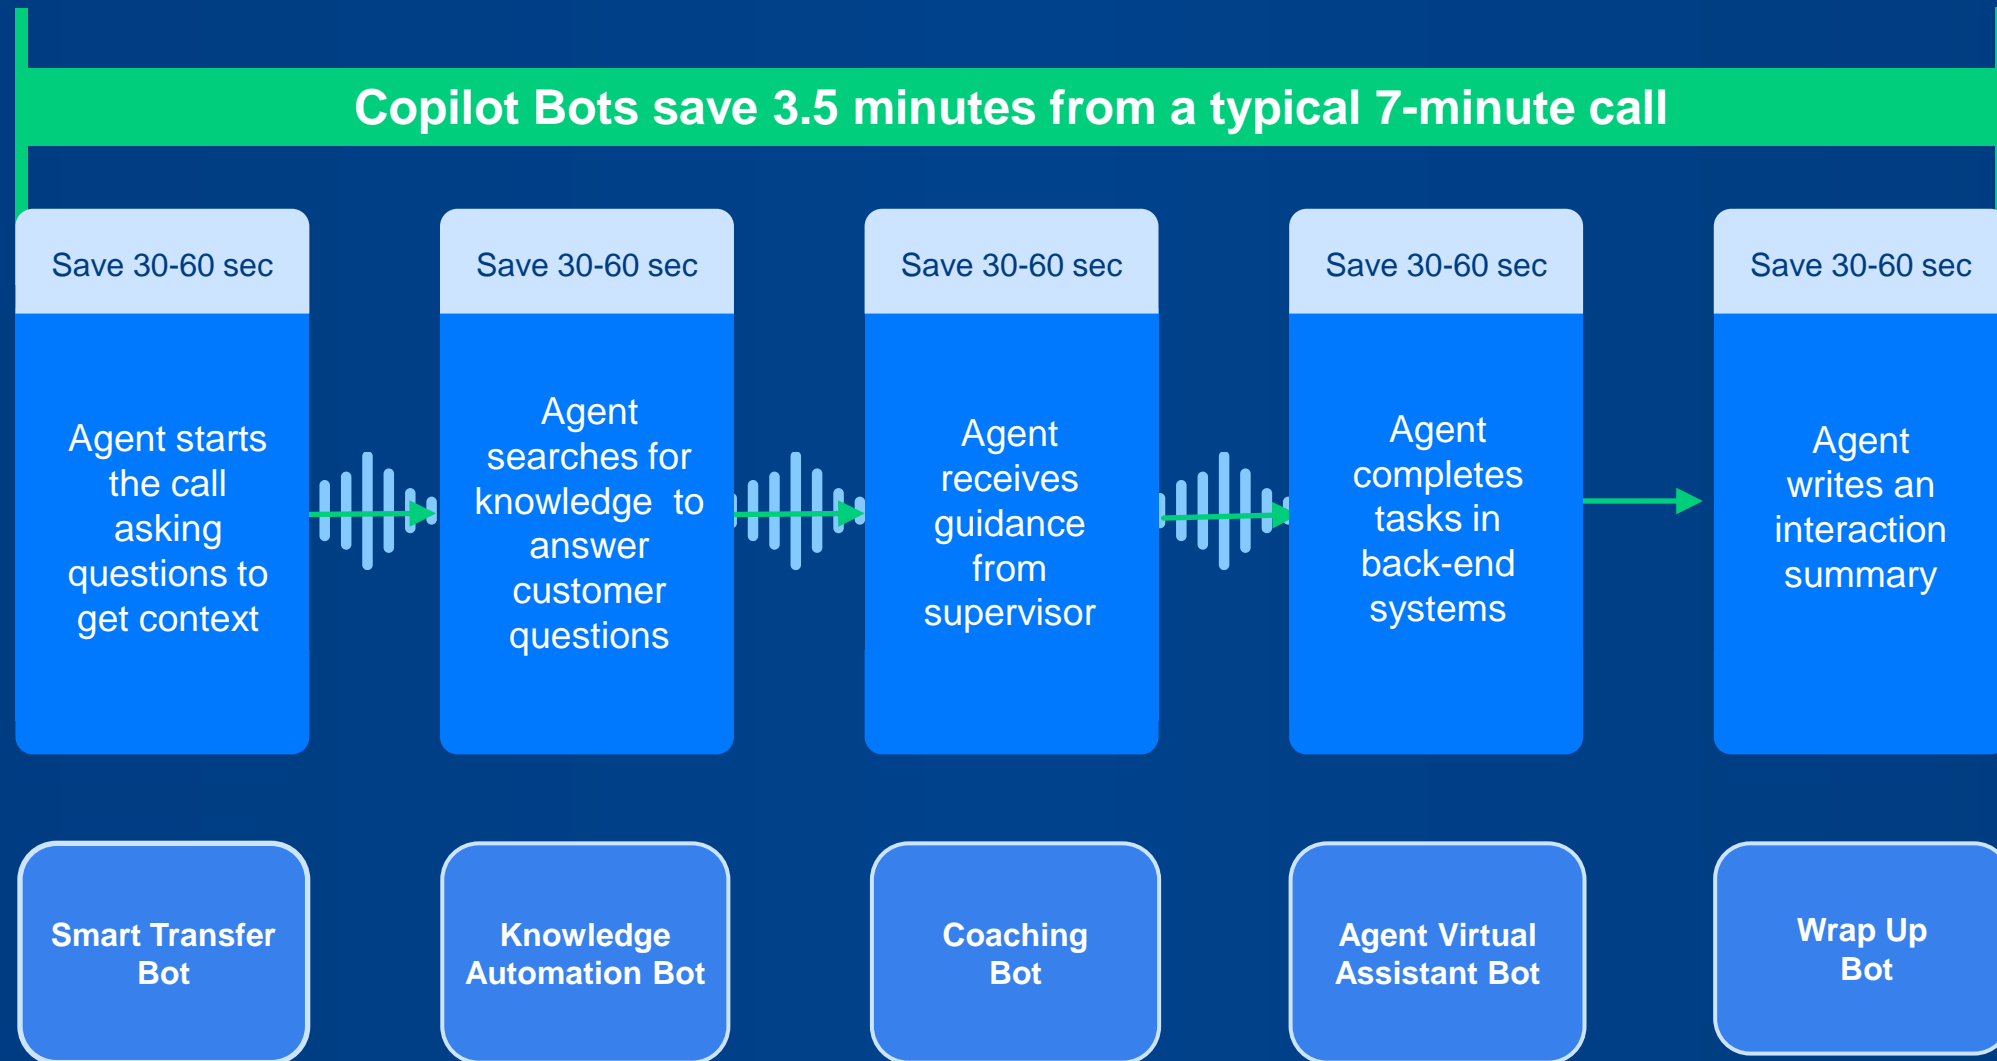 Copilot Bots save 3.5 minutes from a typical 7-minute call
Save 30-60 sec
Agent starts
the call
asking
questions to
get context
Save 30-60 sec
Agent
searches for
knowledge to
answer
customer
questions
Save 30-60 sec
Agent
receives
guidance
from
supervisor
Save 30-60 sec
Agent
completes
tasks in
back-end
systems
Save 30-60 sec
Agent
writes an
interaction
summary
Smart Transfer
Bot
Knowledge
Automation Bot
Coaching
Bot
Agent Virtual
Assistant Bot
Wrap Up
Bot